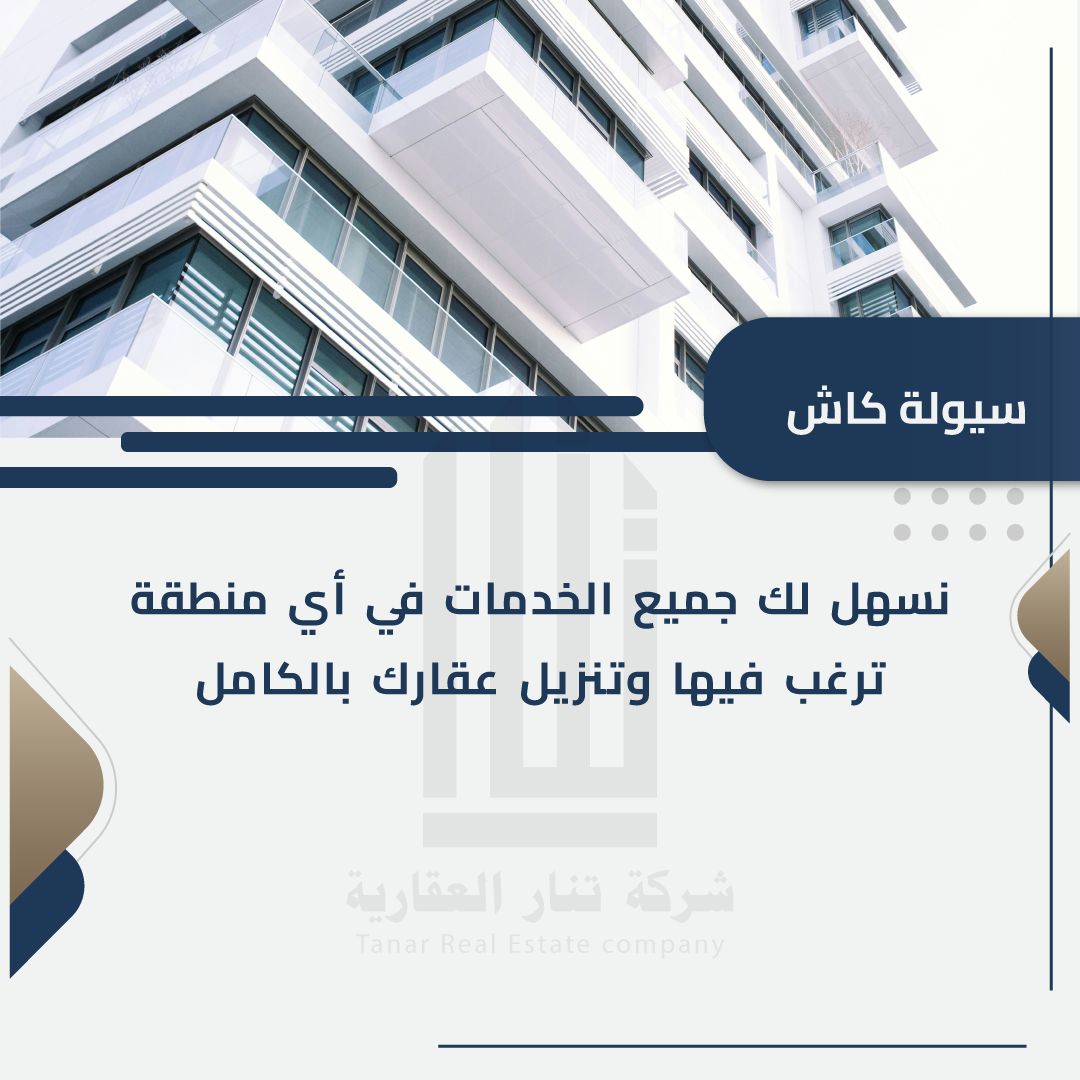 سيولة كاش
نسهل لك جميع الخدمات في أي منطقة
ترغب فيها وتنزيل عقارك بالكامل
شركة تنار العقارية
Tanar Real Estate company